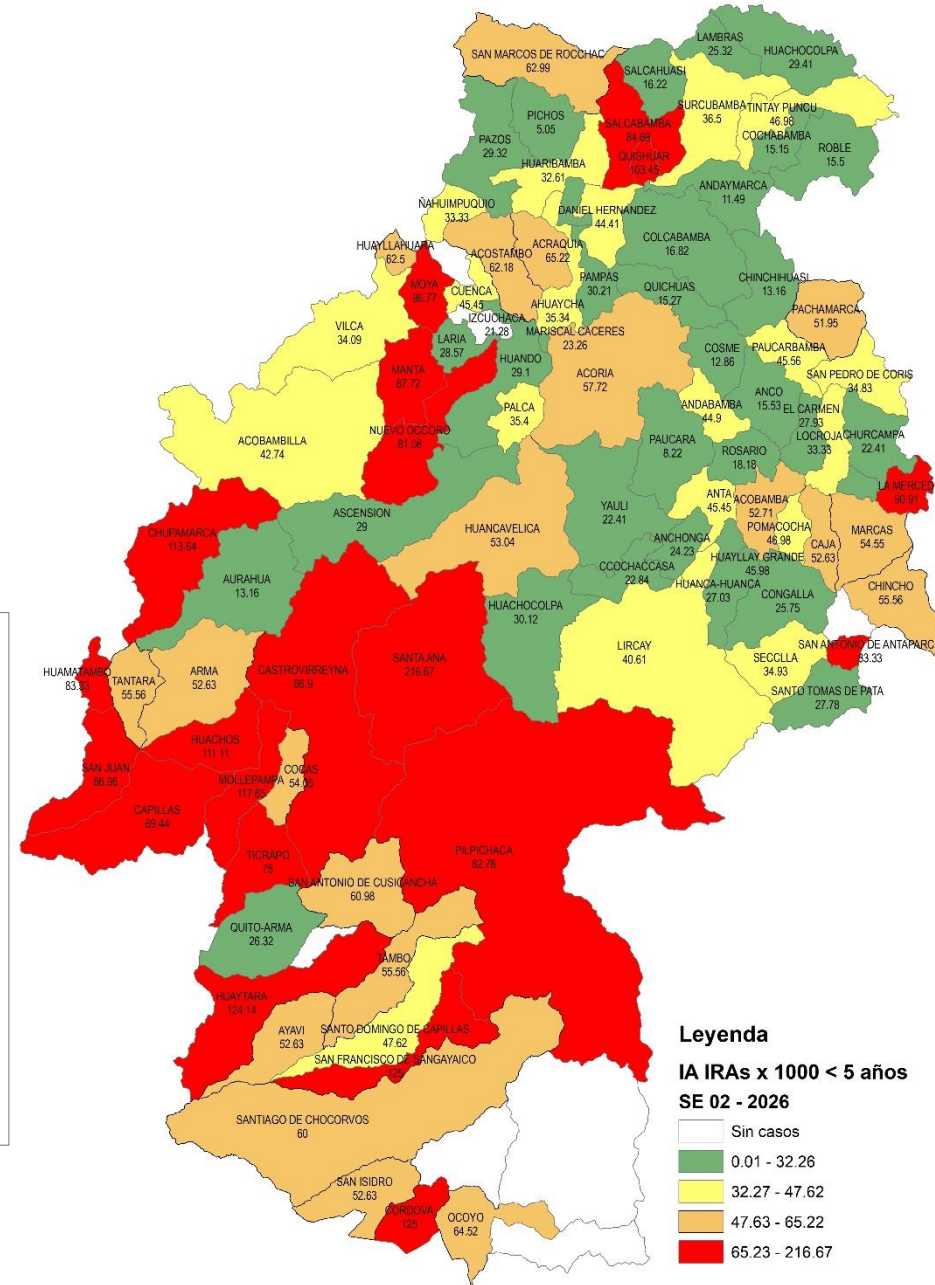 LAMBRAS
25.32
HUACHOCOLPA
29.41
SAN MARCOS DE ROCCHAC
62.99
SALCAHUASI
16.22
SURCUBAMBA
36.5
TINTAY PUNCU
46.98
PICHOS
5.05
SALCABAMBA
84.69
COCHABAMBA
15.15
ROBLE
15.5
PAZOS
29.32
QUISHUAR
103.45
HUARIBAMBA
32.61
ANDAYMARCA
11.49
ÑAHUIMPUQUIO
33.33
DANIEL HERNANDEZ
44.41
COLCABAMBA
16.82
HUAYLLAHUARA
62.5
ACOSTAMBO
62.18
ACRAQUIA
65.22
PAMPAS
30.21
QUICHUAS
15.27
CHINCHIHUASI
13.16
MOYA
96.77
CUENCA
45.45
AHUAYCHA
35.34
PACHAMARCA
51.95
IZCUCHACA
21.28
VILCA
34.09
LARIA
28.57
MARISCAL CACERES
23.26
HUANDO
29.1
COSME
12.86
PAUCARBAMBA
45.56
MANTA
87.72
ACORIA
57.72
SAN PEDRO DE CORIS
34.83
ANCO
15.53
PALCA
35.4
ANDABAMBA
44.9
EL CARMEN
27.93
NUEVO OCCORO
81.08
ACOBAMBILLA
42.74
PAUCARA
8.22
ROSARIO
18.18
LOCROJA
33.33
CHURCAMPA
22.41
LA MERCED
90.91
YAULI
22.41
ANTA
45.45
ACOBAMBA
52.71
ASCENSION
29
HUANCAVELICA
53.04
CHUPAMARCA
113.64
POMACOCHA
46.98
MARCAS
54.55
ANCHONGA
24.23
CAJA
52.63
HUAYLLAY GRANDE
45.98
CCOCHACCASA
22.84
AURAHUA
13.16
HUANCA-HUANCA
27.03
CONGALLA
25.75
CHINCHO
55.56
HUACHOCOLPA
30.12
LIRCAY
40.61
SAN ANTONIO DE ANTAPARC
83.33
SECCLLA
34.93
HUAMATAMBO
83.33
TANTARA
55.56
ARMA
52.63
CASTROVIRREYNA
66.9
SANTA ANA
216.67
SANTO TOMAS DE PATA
27.78
HUACHOS
111.11
SAN JUAN
86.96
MOLLEPAMPA
117.65
COCAS
54.05
CAPILLAS
69.44
TICRAPO
75
PILPICHACA
82.78
SAN ANTONIO DE CUSICANCHA
60.98
QUITO-ARMA
26.32
TAMBO
55.56
HUAYTARA
124.14
AYAVI
52.63
SANTO DOMINGO DE CAPILLAS
47.62
SAN FRANCISCO DE SANGAYAICO
125
SANTIAGO DE CHOCORVOS
60
SAN ISIDRO
52.63
CORDOVA
125
OCOYO
64.52
Leyenda
IA IRAs x 1000 < 5 años
SE 02 - 2026
Sin casos
0.01 - 32.26
32.27 - 47.62
47.63 - 65.22
65.23 - 216.67